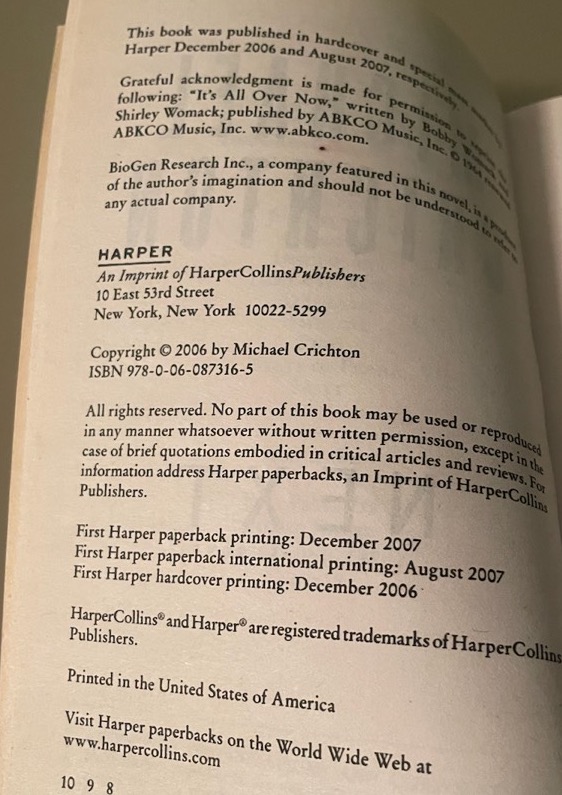 This book was published in hardcover and special
Harper December 2006 and August 2007, respectively.
Grateful acknowledgment is made for permission to
following: "It's All Over Now," written by Bobby
Shirley Womack; published by ABKCO Music, Inc. © 1964
ABKCO Music, Inc. www.abkco.com.
BioGen Research Inc., a company featured in this novel, is a
of the author's imagination and should not be understood to refer to
any actual company.
HARPER
An Imprint of HarperCollinsPublishers
10 East 53rd Street
New York, New York 10022-5299
Copyright © 2006 by Michael Crichton
ISBN 978-0-06-087316-5
All rights reserved. No part of this book may be used or reproduced
in any manner whatsoever without written permission, except in the
case of brief quotations embodied in critical articles and reviews. For
information address Harper paperbacks, an Imprint of HarperCollins
Publishers.
First Harper paperback printing: December 2007
First Harper paperback international printing: August 2007
First Harper hardcover printing: December 2006
HarperCollins® and Harper® are registered trademarks of HarperCollins
Publishers.
Printed in the United States of America
Visit Harper paperbacks on the World Wide Web at
www.harpercollins.com
10 9 8